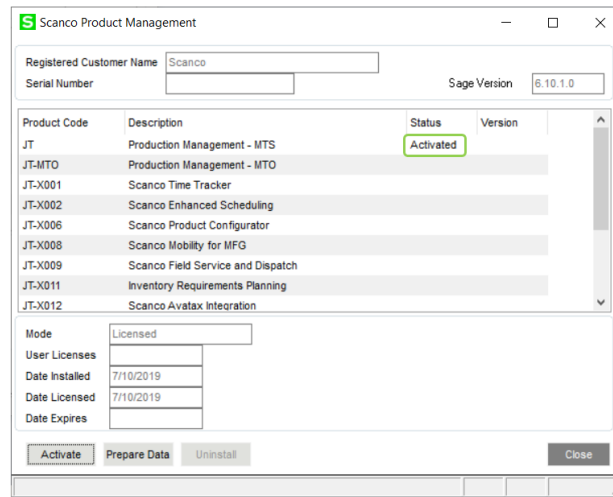 S Scanco Product Management
Registered Customer Name Scanco
Serial Number Sage Version 6.10.1.0
Product Code Description Status Version
JT Production Management - MTS Activated
JT-MTO Production Management - MTO
JT-X001 Scanco Time Tracker
JT-X002 Scanco Enhanced Scheduling
JT-X006 Scanco Product Configurator
JT-X008 Scanco Mobility for MFG
JT-X009 Scanco Field Service and Dispatch
JT-X011 Inventory Requirements Planning
JT-X012 Scanco Avatax Integration
Mode Licensed
User Licenses
Date Installed 7/10/2019
Date Licensed 7/10/2019
Date Expires
Activate Prepare Data Uninstall Close